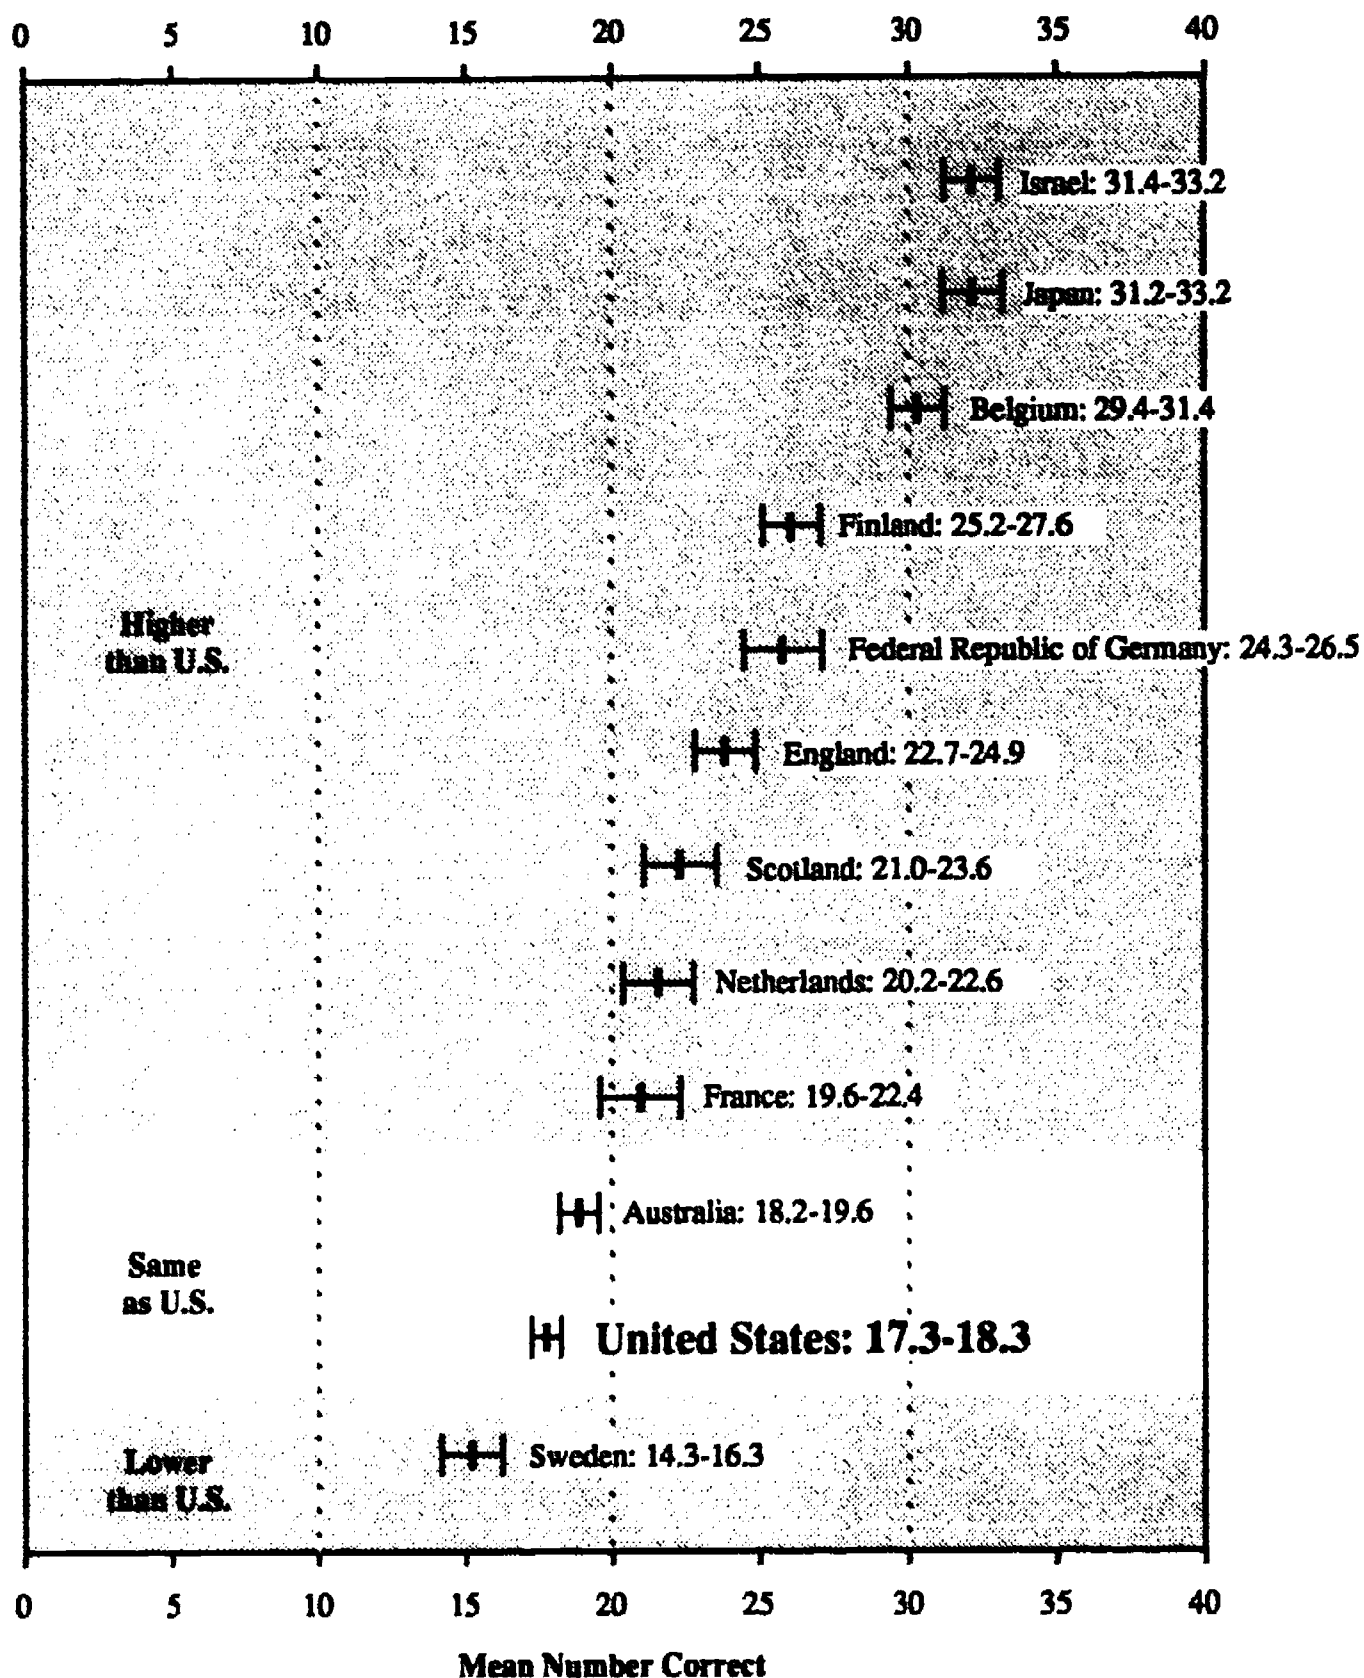 0 5 10 15 20 25 30 35 40
Israel: 31.4-33.2
Japan: 31.2-33.2
Belgium: 29.4-31.4
Finland: 25.2-27.6
Higher
than U.S.
Federal Republic of Germany: 24.3-26.5
England: 22.7-24.9
Scotland: 21.0-23.6
Netherlands: 20.2-22.6
France: 19.6-22.4
Australia: 18.2-19.6
Same
as U.S.
United States: 17.3-18.3
Sweden: 14.3-16.3
Lower
than U.S.
0 5 10 15 20 25 30 35 40
Mean Number Correct